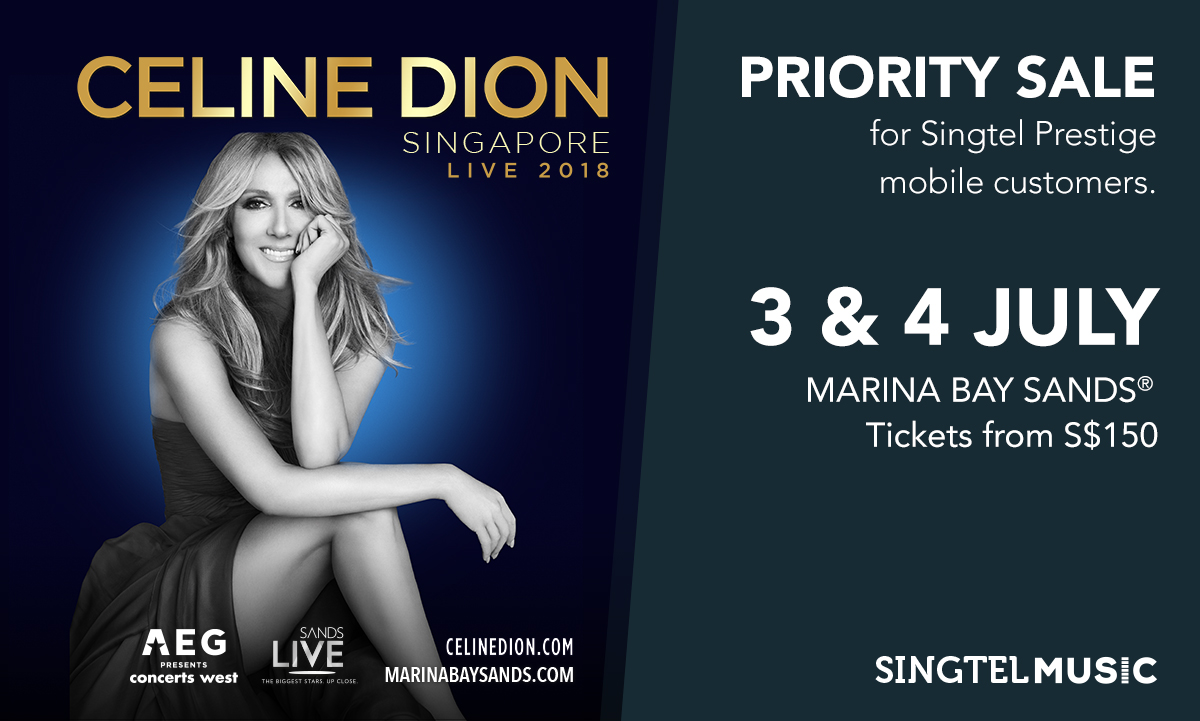 CELINE DION
SINGAPORE
LIVE 2018
AEG
PRESENTS
concerts west
SANDS
LIVE
THE BIGGEST STARS. UP CLOSE.
CELINEDION.COM
MARINABAYSANDS.COM
PRIORITY SALE
for Singtel Prestige
mobile customers.
3 & 4 JULY
MARINA BAY SANDS®
Tickets from S$150
SINGTELMUSIC